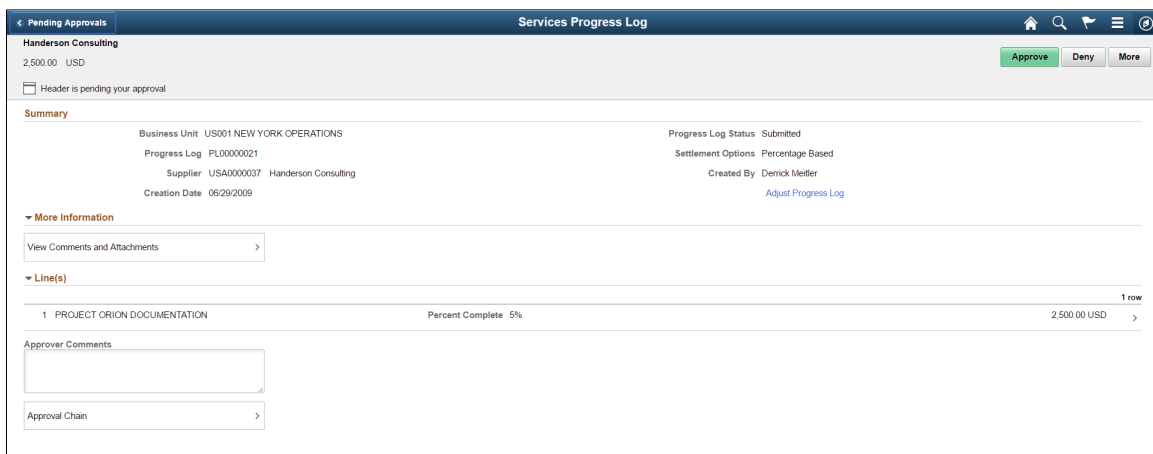 Pending Approvals
Services Progress Log
Handerson Consulting
2,500.00 USD
Approve Deny More
Header is pending your approval
Summary
Business Unit US001 NEW YORK OPERATIONS
Progress Log Status Submitted
Progress Log PL00000021
Settlement Options Percentage Based
Supplier USA0000037 Handerson Consulting
Created By Derrick Meitler
Creation Date 06/29/2009
Adjust Progress Log
More Information
View Comments and Attachments
Line(s)
1 row
1 PROJECT ORION DOCUMENTATION Percent Complete 5% 2,500.00 USD
Approver Comments
Approval Chain